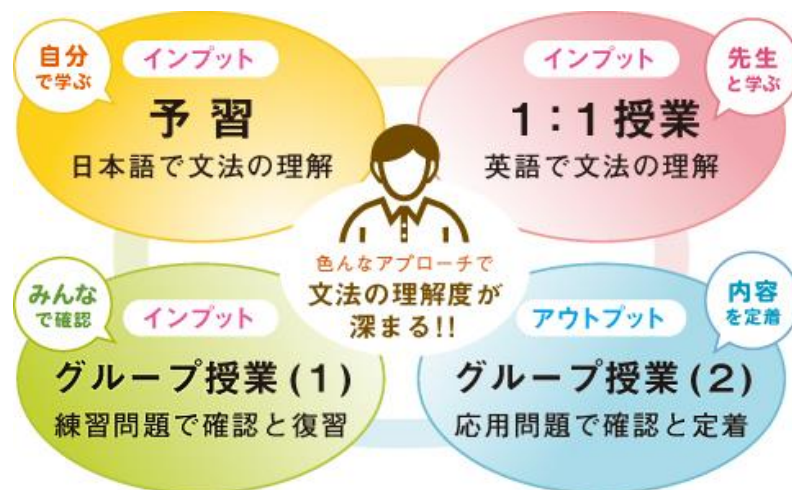 自分
で学ぶ
インプット
予習
日本語で文法の理解
インプット
先生
と学ぶ
1:1授業
英語で文法の理解
色んなアプローチで
文法の理解度が
深まる!!
みんな
で確認
インプット
グループ授業(1)
練習問題で確認と復習
アウトプット
内容
を定着
グループ授業(2)
応用問題で確認と定着